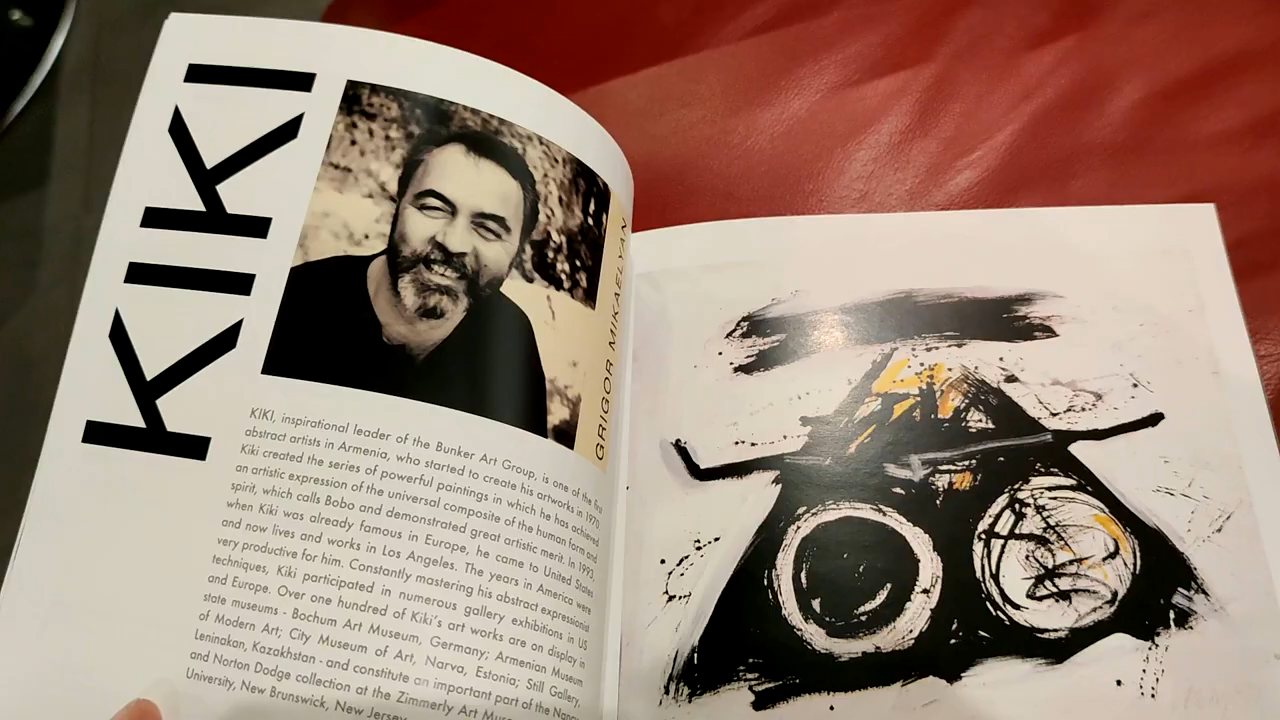 KIKI
GRIGOR MIKAELYAN
KIKI, inspirational leader of the Bunker Art Group, is one of the first
abstract artists in Armenia, who started to create his artworks in 1970
Kiki created the series of powerful paintings in which he has achieved
an artistic expression of the universal composite of the human form and
spirit, which calls Bobo and demonstrated great artistic merit. In 1993,
when Kiki was already famous in Europe, he came to United States
and now lives and works in Los Angeles. The years in America were
very productive for him. Constantly mastering his abstract expressionist
techniques, Kiki participated in numerous gallery exhibitions in US
and Europe. Over one hundred of Kiki's art works are on display in
state museums - Bochum Art Museum, Germany; Armenian Museum
of Modern Art; City Museum of Art, Narva, Estonia; Still Gallery,
Leninakan, Kazakhstan - and constitute an important part of the Nancy
and Norton Dodge collection at the Zimmerly Art
University, New Brunswick, New Jersey